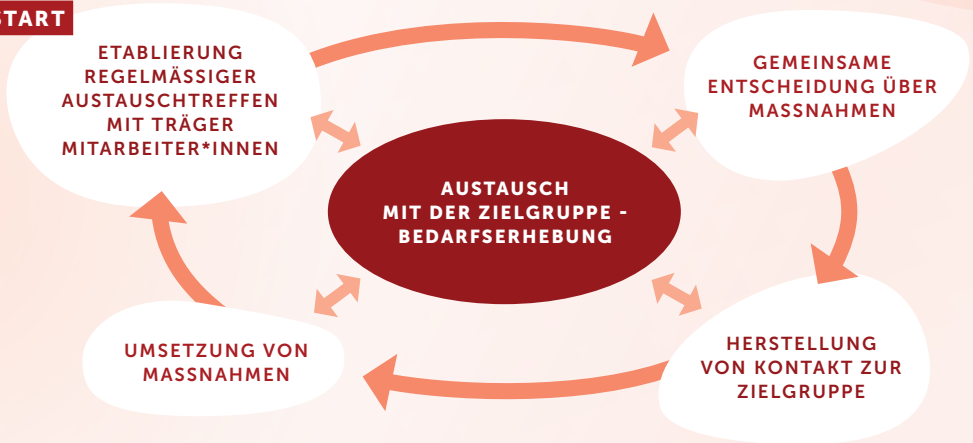 START
ETABLIERUNG
REGELMÄSSIGER
AUSTAUSCHTREFFEN
MIT TRÄGER
MITARBEITER*INNEN
GEMEINSAME
ENTSCHEIDUNG ÜBER
MASSNAHMEN
AUSTAUSCH
MIT DER ZIELGRUPPE -
BEDARFSERHEBUNG
UMSETZUNG VON
MASSNAHMEN
HERSTELLUNG
VON KONTAKT ZUR
ZIELGRUPPE